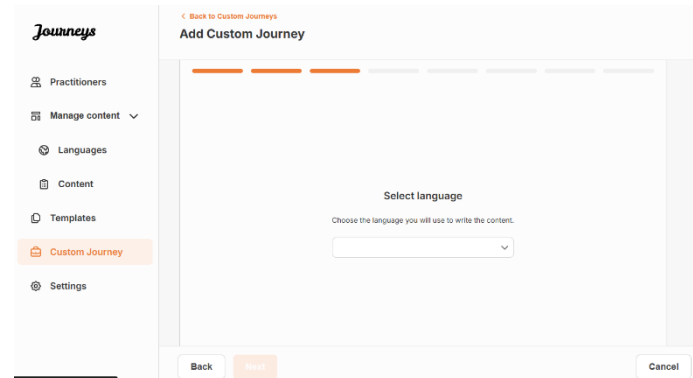 Journeys
Practitioners
Manage content
Languages
Content
Templates
Custom Journey
Settings
Back to Custom Journeys
Add Custom Journey
Select language
Choose the language you will use to write the content.
Back
Next
Cancel